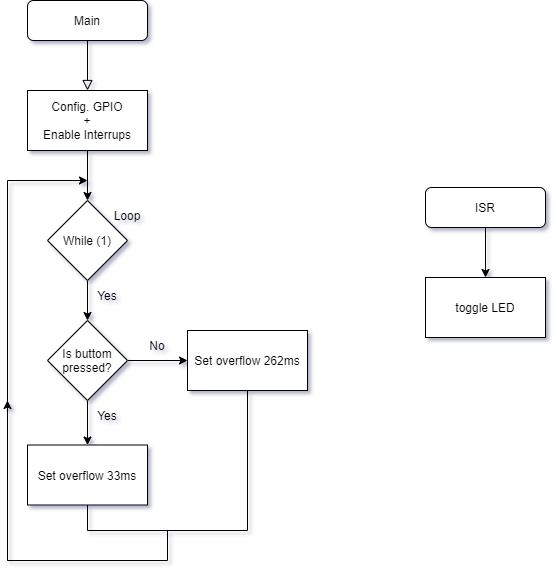 Main
Config. GPIO
+
Enable Interrups
Loop
While (1)
Yes
Is buttom
pressed?
No
Set overflow 262ms
Yes
Set overflow 33ms
ISR
toggle LED